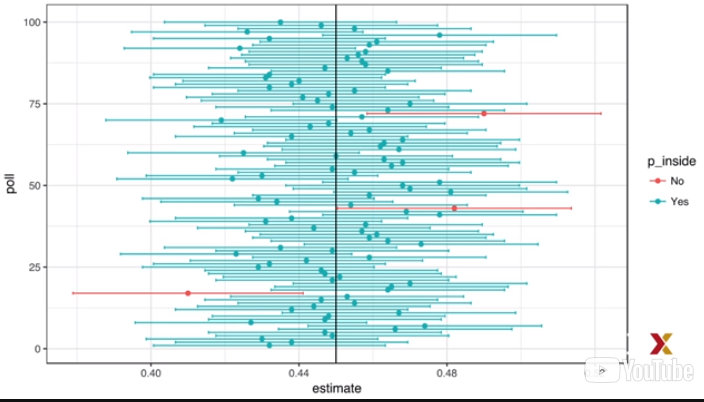 100
75
50
25
0
poll
0.40
0.44
0.48
estimate
p_inside
No
Yes
X
YouTube